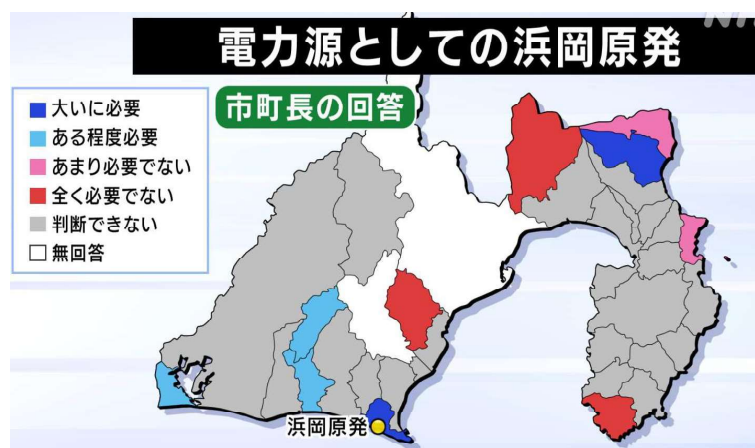 電力源としての浜岡原発
市町長の回答
大いに必要
ある程度必要
あまり必要でない
全く必要でない
判断できない
無回答
浜岡原発